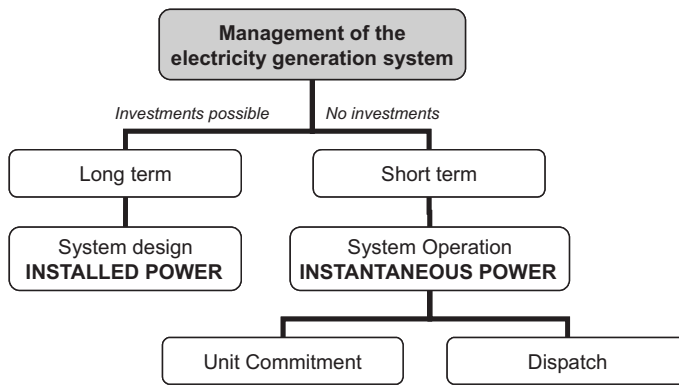 Management of the
electricity generation system
Investments possible
No investments
Long term
Short term
System design
INSTALLED POWER
System Operation
INSTANTANEOUS POWER
Unit Commitment
Dispatch